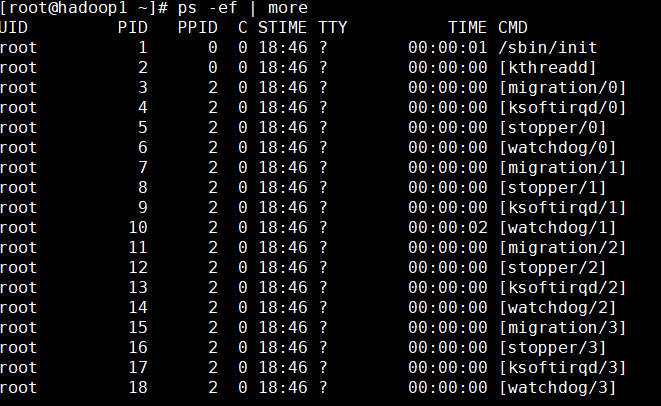 [root@hadoop1 ~]# ps -ef | more
UID        PID  PPID  C STIME TTY          TIME CMD
root         1     0  0 18:46 ?        00:00:01 /sbin/init
root         2     0  0 18:46 ?        00:00:00 [kthreadd]
root         3     2  0 18:46 ?        00:00:00 [migration/0]
root         4     2  0 18:46 ?        00:00:00 [ksoftirqd/0]
root         5     2  0 18:46 ?        00:00:00 [stopper/0]
root         6     2  0 18:46 ?        00:00:00 [watchdog/0]
root         7     2  0 18:46 ?        00:00:00 [migration/1]
root         8     2  0 18:46 ?        00:00:00 [stopper/1]
root         9     2  0 18:46 ?        00:00:00 [ksoftirqd/1]
root        10     2  0 18:46 ?        00:00:02 [watchdog/1]
root        11     2  0 18:46 ?        00:00:00 [migration/2]
root        12     2  0 18:46 ?        00:00:00 [stopper/2]
root        13     2  0 18:46 ?        00:00:00 [ksoftirqd/2]
root        14     2  0 18:46 ?        00:00:00 [watchdog/2]
root        15     2  0 18:46 ?        00:00:00 [migration/3]
root        16     2  0 18:46 ?        00:00:00 [stopper/3]
root        17     2  0 18:46 ?        00:00:00 [ksoftirqd/3]
root        18     2  0 18:46 ?        00:00:00 [watchdog/3]